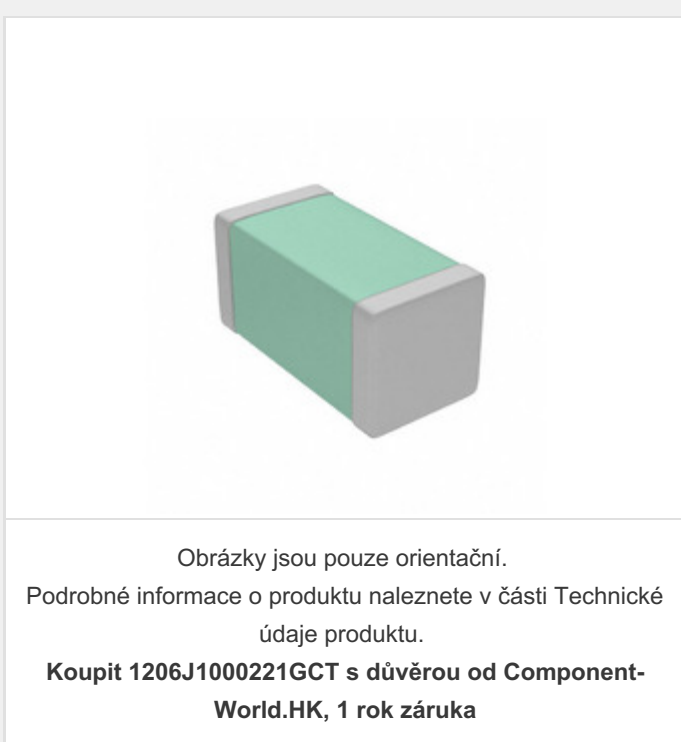 Obrázky jsou pouze orientační.
Podrobné informace o produktu naleznete v části Technické
údaje produktu.
Koupit 1206J1000221GCT s důvěrou od Component-
World.HK, 1 rok záruka